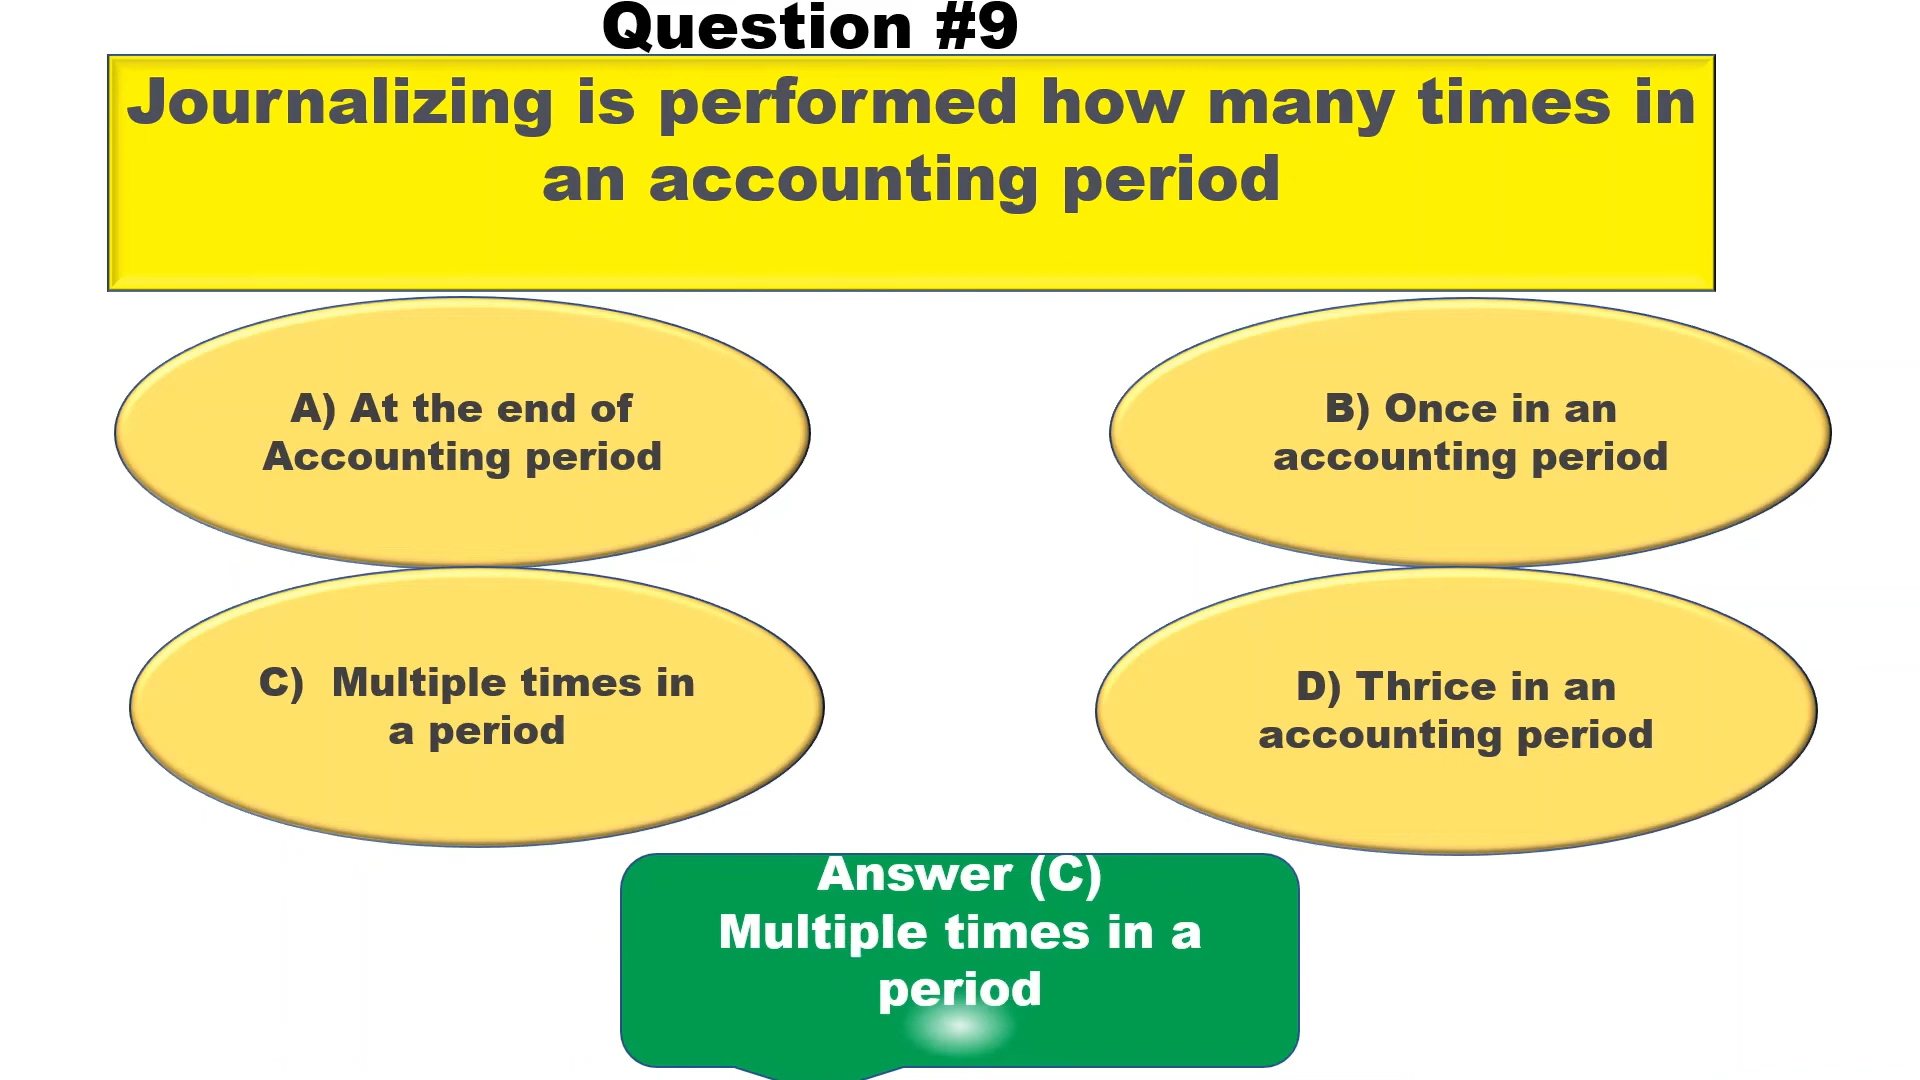 Question #9
Journalizing is performed how many times in
an accounting period
A) At the end of
Accounting period
B) Once in an
accounting period
C)  Multiple times in
a period
D) Thrice in an
accounting period
Answer (C)
Multiple times in a
period